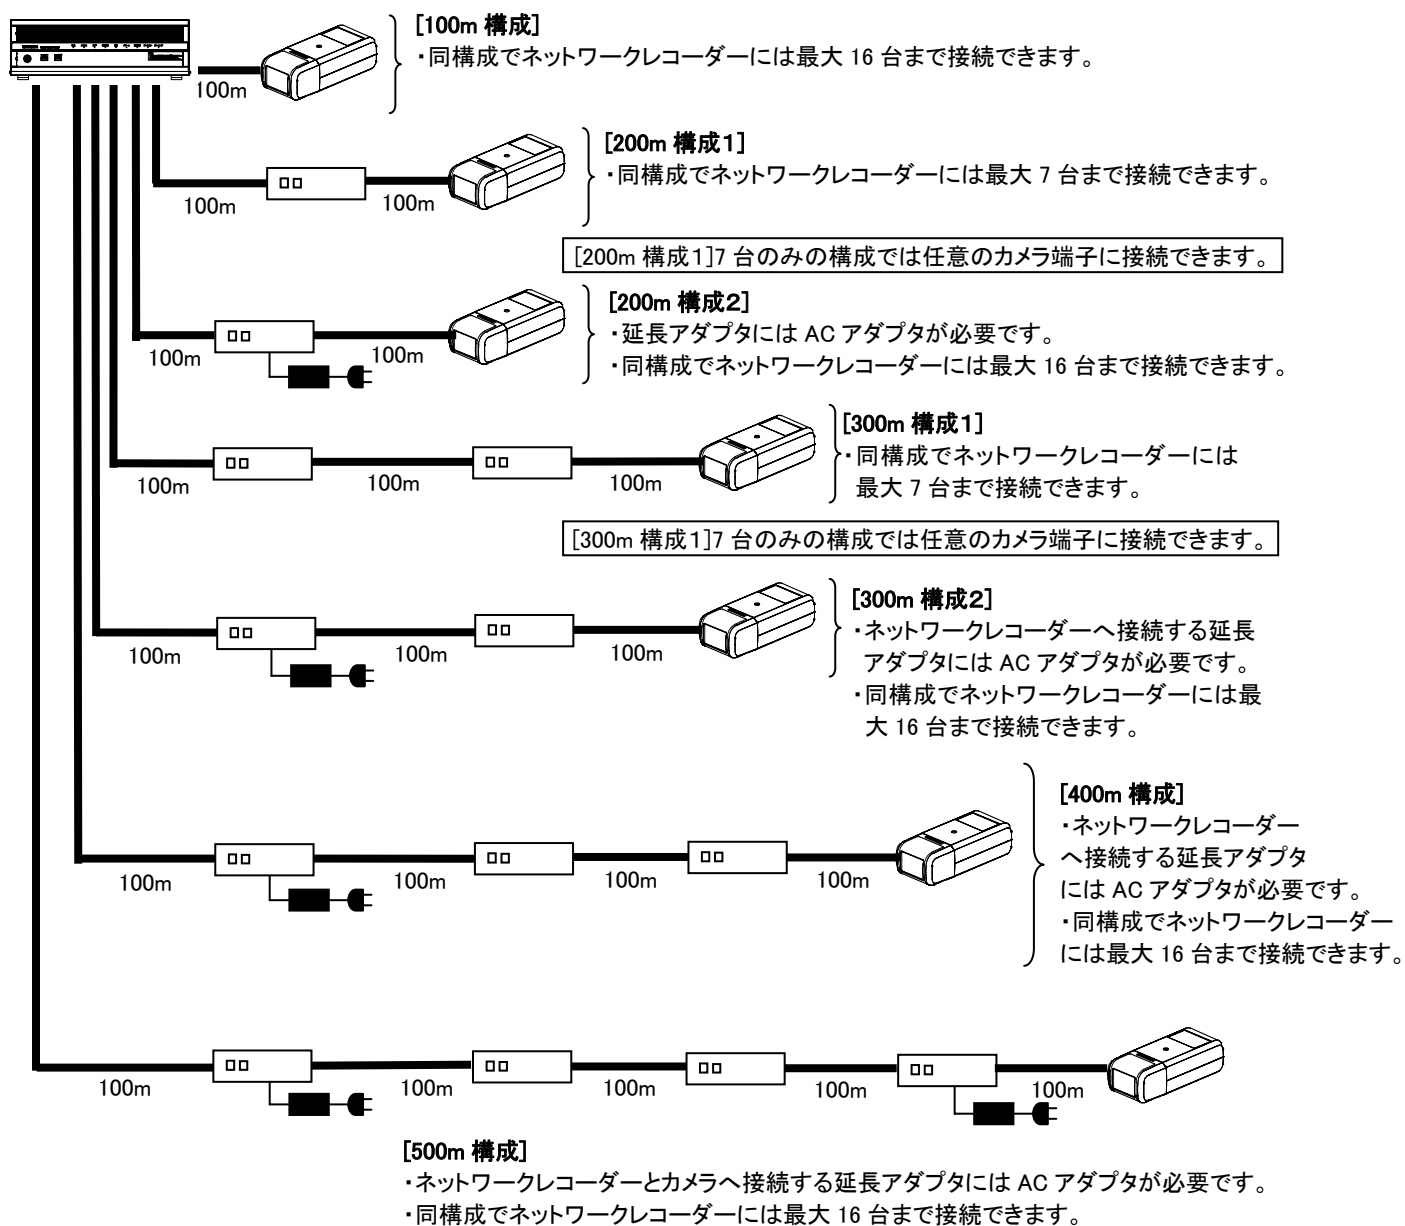 [100m 構成]
・同構成でネットワークレコーダーには最大 16 台まで接続できます。
100m
[200m 構成1]
・同構成でネットワークレコーダーには最大 7 台まで接続できます。
100m 100m
[200m 構成1]7 台のみの構成では任意のカメラ端子に接続できます。
[200m 構成2]
・延長アダプタには AC アダプタが必要です。
・同構成でネットワークレコーダーには最大 16 台まで接続できます。
100m 100m
[300m 構成1]
・同構成でネットワークレコーダーには
最大 7 台まで接続できます。
100m 100m 100m
[300m 構成1]7 台のみの構成では任意のカメラ端子に接続できます。
[300m 構成2]
・ネットワークレコーダーへ接続する延長
アダプタには AC アダプタが必要です。
・同構成でネットワークレコーダーには最
大 16 台まで接続できます。
100m 100m 100m
[400m 構成]
・ネットワークレコーダー
へ接続する延長アダプタ
には AC アダプタが必要です。
・同構成でネットワークレコーダー
には最大 16 台まで接続できます。
100m 100m 100m 100m
100m 100m 100m 100m 100m
[500m 構成]
・ネットワークレコーダーとカメラへ接続する延長アダプタには AC アダプタが必要です。
・同構成でネットワークレコーダーには最大 16 台まで接続できます。